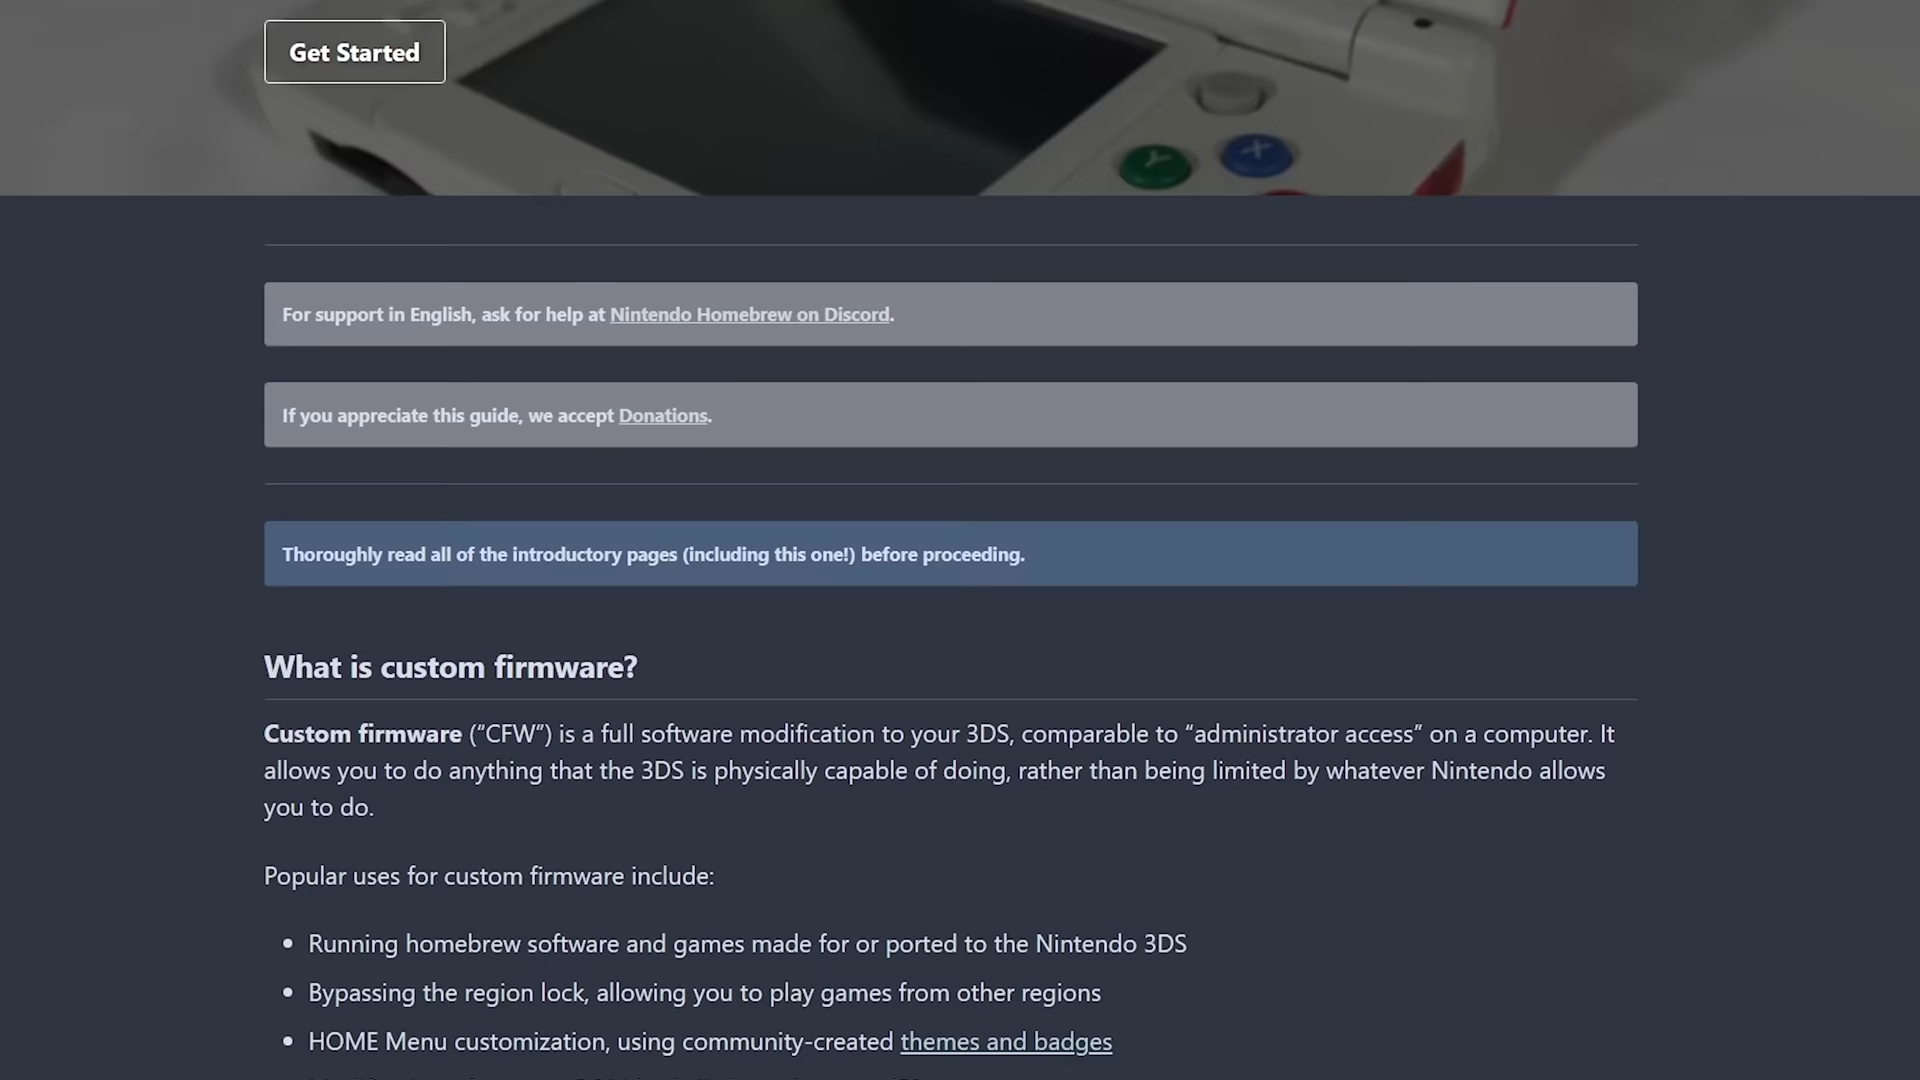 Get Started
Y
X
For support in English, ask for help at Nintendo Homebrew on Discord.
If you appreciate this guide, we accept Donations.
Thoroughly read all of the introductory pages (including this one!) before proceeding.
What is custom firmware?
Custom firmware (“CFW”) is a full software modification to your 3DS, comparable to “administrator access” on a computer. It
allows you to do anything that the 3DS is physically capable of doing, rather than being limited by whatever Nintendo allows
you to do.
Popular uses for custom firmware include:
• Running homebrew software and games made for or ported to the Nintendo 3DS
• Bypassing the region lock, allowing you to play games from other regions
• HOME Menu customization, using community-created themes and badges